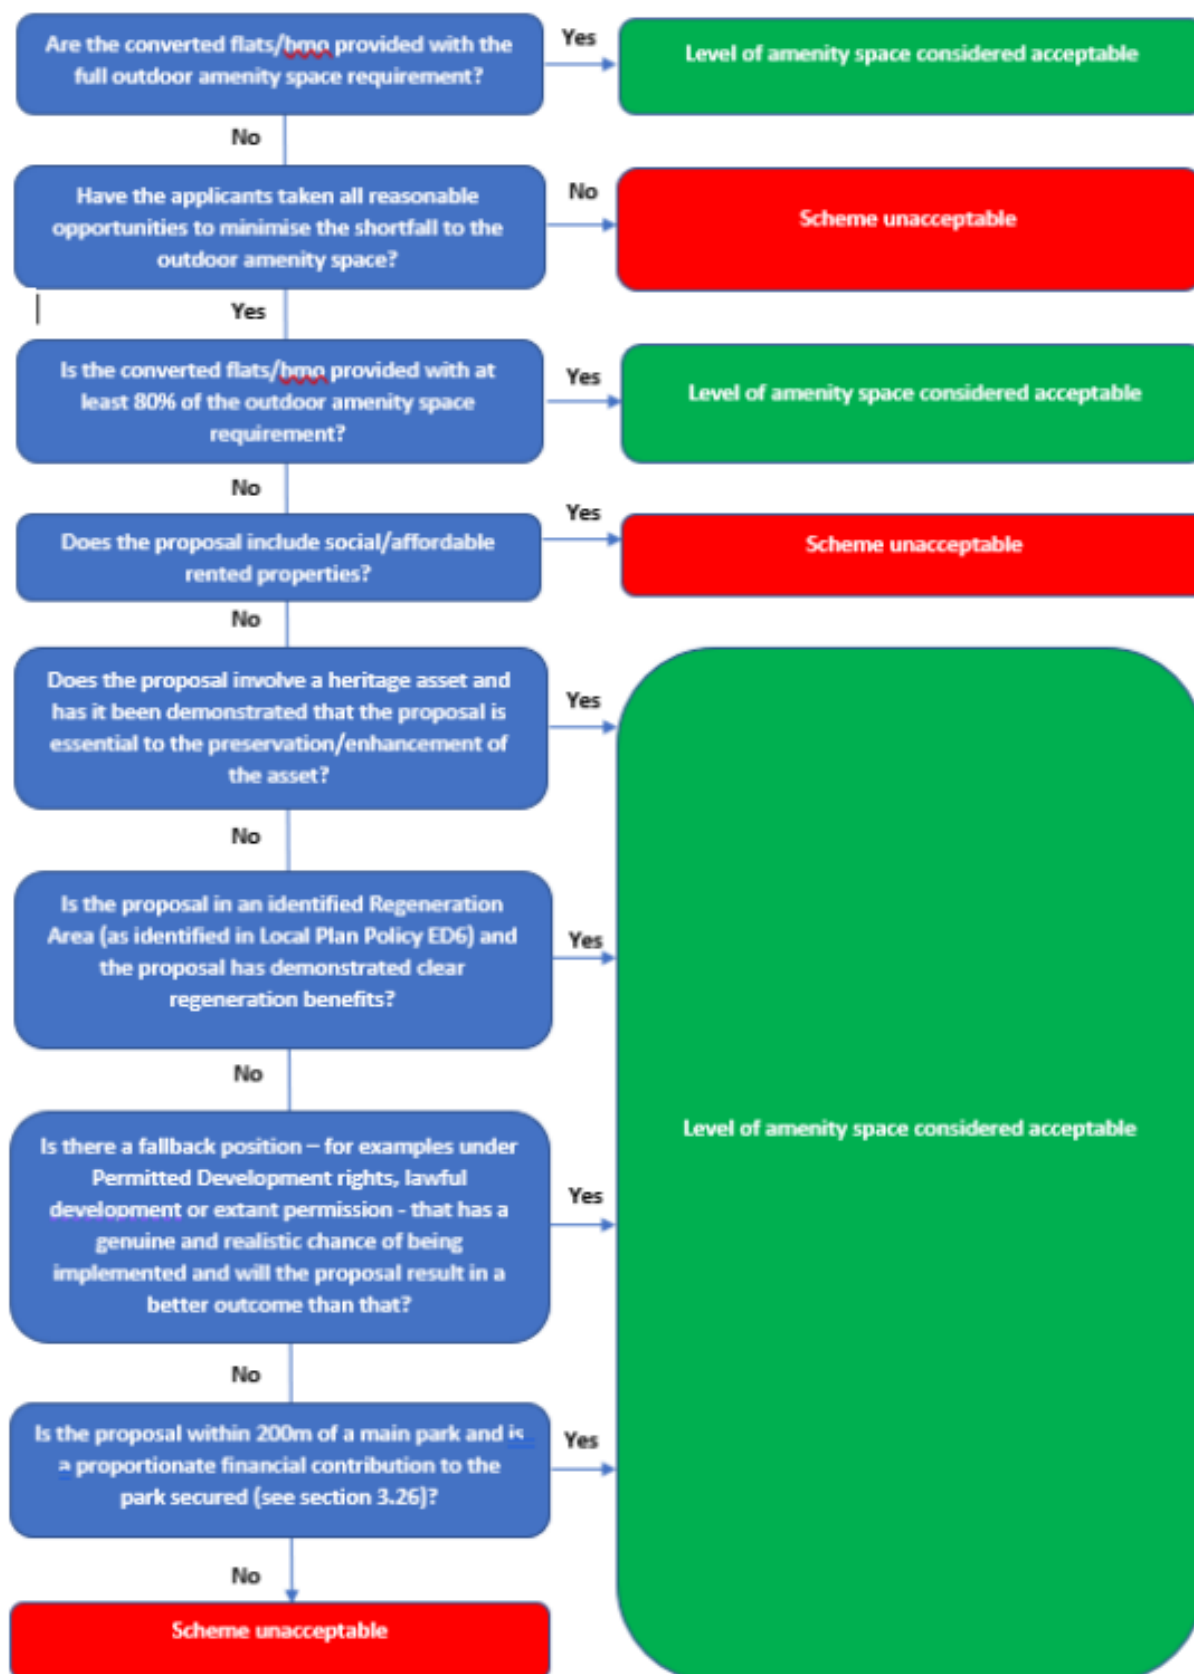 Are the converted flats/hmo provided with the
full outdoor amenity space requirement?
Yes
Level of amenity space considered acceptable
No
Have the applicants taken all reasonable
opportunities to minimise the shortfall to the
outdoor amenity space?
No
Scheme unacceptable
Yes
Is the converted flats/hmo provided with at
least 80% of the outdoor amenity space
requirement?
Yes
Level of amenity space considered acceptable
No
Does the proposal include social/affordable
rented properties?
Yes
Scheme unacceptable
No
Does the proposal involve a heritage asset and
has it been demonstrated that the proposal is
essential to the preservation/enhancement of
the asset?
Yes
No
Is the proposal in an identified Regeneration
Area (as identified in Local Plan Policy ED6) and
the proposal has demonstrated clear
regeneration benefits?
Yes
No
Is there a fallback position – for examples under
Permitted Development rights, lawful
development or extant permission - that has a
genuine and realistic chance of being
implemented and will the proposal result in a
better outcome than that?
Yes
Level of amenity space considered acceptable
No
Is the proposal within 200m of a main park and is
a proportionate financial contribution to the
park secured (see section 3.26)?
Yes
No
Scheme unacceptable